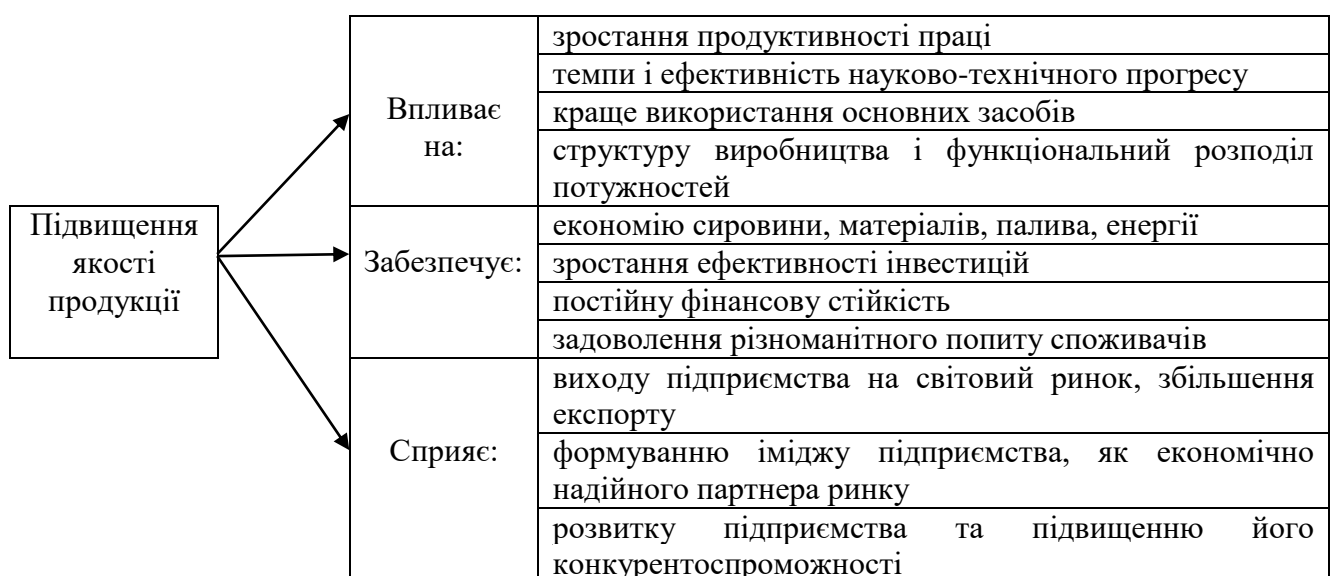 Підвищення
якості
продукції
Впливає
на:
зростання продуктивності праці
темпи і ефективність науково-технічного прогресу
краще використання основних засобів
структуру виробництва і функціональний розподіл
потужностей
Забезпечує:
економію сировини, матеріалів, палива, енергії
зростання ефективності інвестицій
постійну фінансову стійкість
задоволення різноманітного попиту споживачів
Сприяє:
виходу підприємства на світовий ринок, збільшення
експорту
формуванню іміджу підприємства, як економічно
надійного партнера ринку
розвитку підприємства та підвищенню його
конкурентоспроможності